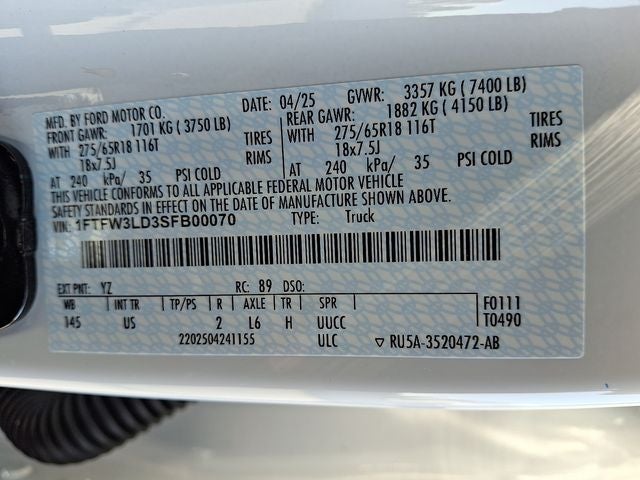 MFD. BY FORD MOTOR CO. DATE: 04/25 GVWR: 3357 KG ( 7400 LB)
FRONT GAWR: 1701 KG ( 3750 LB) REAR GAWR: 1882 KG ( 4150 LB)
WITH 275/65R18 116T TIRES WITH 275/65R18 116T TIRES
18x7.5J RIMS 18x7.5J RIMS
AT 240 kPa/ 35 PSI COLD AT 240 kPa/ 35 PSI COLD
THIS VEHICLE CONFORMS TO ALL APPLICABLE FEDERAL MOTOR VEHICLE
SAFETY STANDARDS IN EFFECT ON THE DATE OF MANUFACTURE SHOWN ABOVE.
VIN: 1FTFW3LD3SFB00070 TYPE: Truck
EXT PNT: YZ RC: 89 DSO:
WB INT TR TP/PS R AXLE TR SPR F0111
145 US 2 L6 H UUCC T0490
2202504241155 ULC ▽ RU5A-3520472-AB